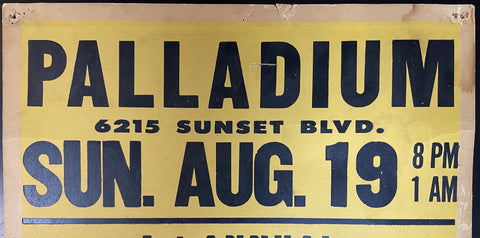 PALLADIUM
6215 SUNSET BLVD.
SUN. AUG. 19 8 PM
1 AM